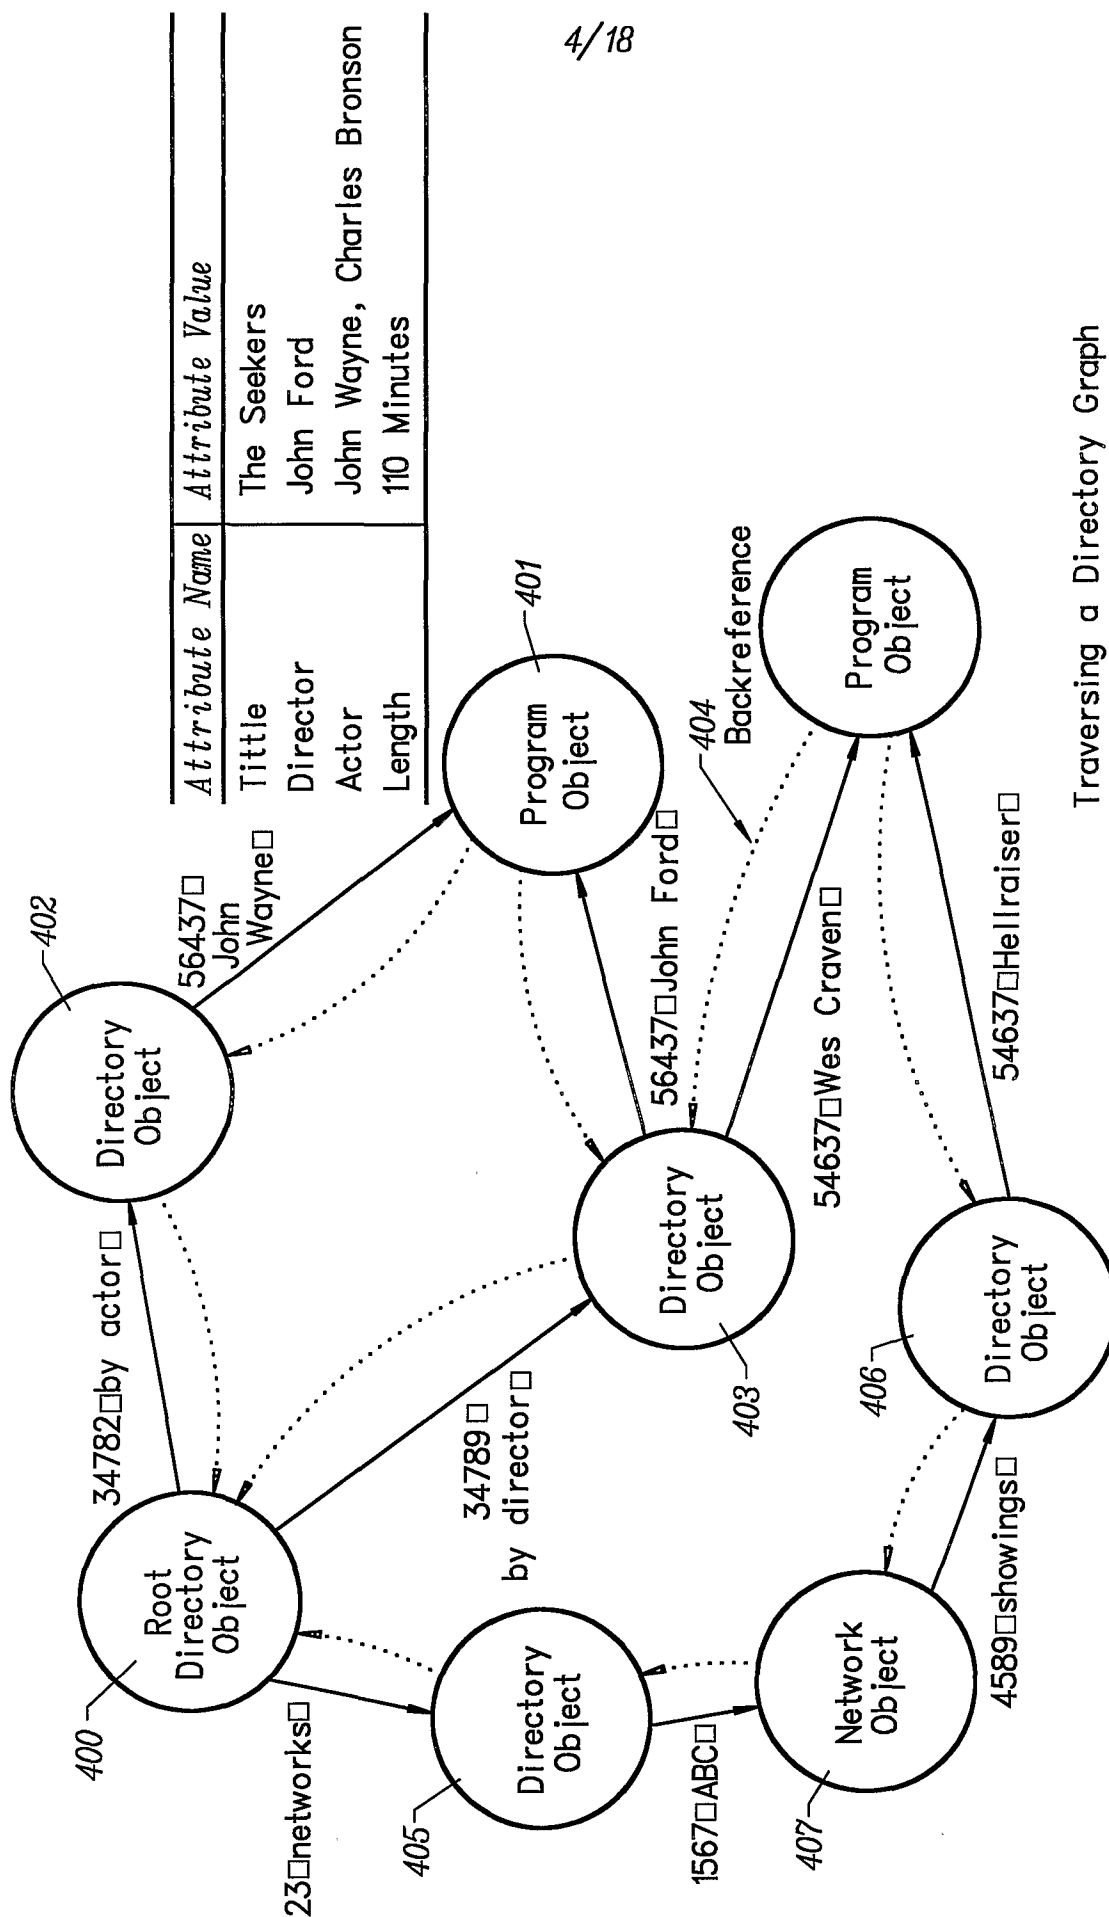 4/18
Attribute Name Attribute Value
Tittle The Seekers
Director John Ford
Actor John Wayne, Charles Bronson
Length 110 Minutes
402
Directory
Object
34782□by actor□
56437□
John
Wayne□
400
Root
Directory
Object
401
Program
Object
34789□
by director□
56437□John Ford□
23□networks□
403
Directory
Object
404
Backreference
405
Directory
Object
54637□Wes Craven□
Program
Object
1567□ABC□
407
Network
Object
406
Directory
Object
54637□Hellraiser□
4589□showings□
Traversing a Directory Graph